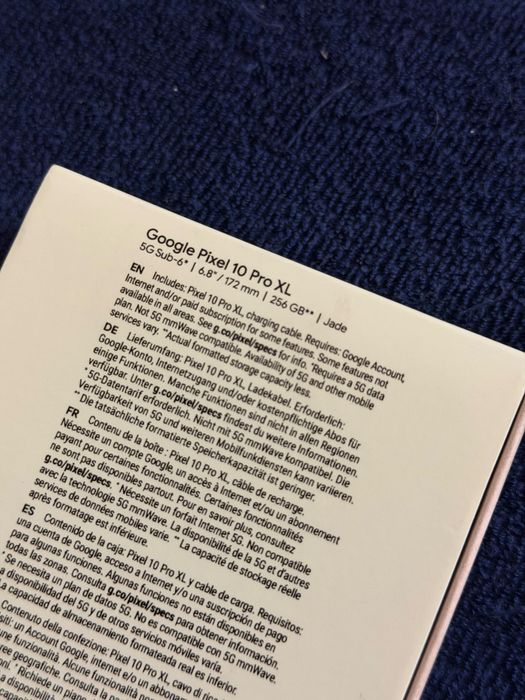 Google Pixel 10 Pro XL
5G Sub-6* | 6.8" / 172 mm | 256 GB** | Jade
EN Includes: Pixel 10 Pro XL, charging cable. Requires: Google Account,
Internet and/or paid subscription for some features. Some features not
available in all areas. See g.co/pixel/specs for info. *Requires a 5G data
plan. Not 5G mmWave compatible. Availability of 5G and other mobile
services vary. **Actual formatted storage capacity less.
DE Lieferumfang: Pixel 10 Pro XL, Ladekabel. Erforderlich:
Google-Konto, Internetzugang und/oder kostenpflichtige Abos für
einige Funktionen. Manche Funktionen sind nicht in allen Regionen
verfügbar. Unter g.co/pixel/specs findest du weitere Informationen.
* 5G-Datentarif erforderlich. Nicht mit 5G mmWave kompatibel. Die
Verfügbarkeit von 5G und weiteren Mobilfunkdiensten kann variieren.
** Die tatsächliche formatierte Speicherkapazität ist geringer.
FR Contenu de la boîte : Pixel 10 Pro XL, câble de recharge.
Nécessite un compte Google, un accès à Internet et/ou un abonnement
payant pour certaines fonctionnalités. Certaines fonctionnalités
ne sont pas disponibles partout. Pour en savoir plus, consultez
g.co/pixel/specs. *Nécessite un forfait Internet 5G. Non compatible
avec la technologie 5G mmWave. La disponibilité de la 5G et d'autres
services de données mobiles varie. ** La capacité de stockage réelle
après formatage est inférieure.
ES Contenido de la caja: Pixel 10 Pro XL y cable de carga. Requisitos:
una cuenta de Google, acceso a Internet y/o una suscripción de pago
para algunas funciones. Algunas funciones no están disponibles en
todas las zonas. Consulta g.co/pixel/specs para obtener información.
*Se necesita un plan de datos 5G. No es compatible con 5G mmWave.
a disponibilidad del 5G y de otros servicios móviles varía.
a capacidad de almacenamiento formateada real es inferior.
Contenuto della confezione: Pixel 10 Pro XL, cavo di
siti: un Account Google, internet e/o un
une funzionalità. Alcune funzionalità
ree geografiche. Consulta
oni. *Richiede un piano